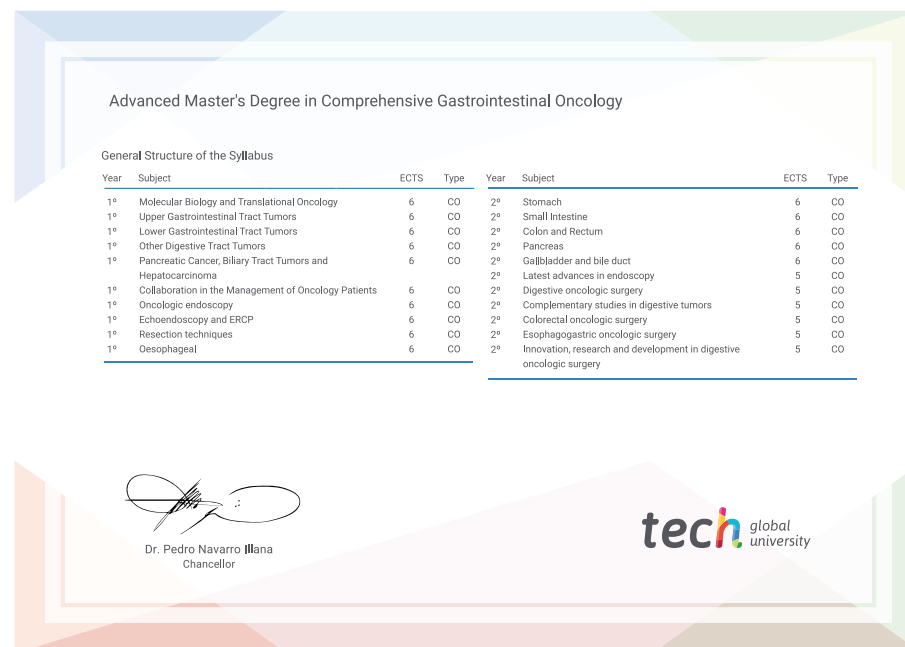 Advanced Master's Degree in Comprehensive Gastrointestinal Oncology
General Structure of the Syllabus
Year Subject ECTS Type
1º Molecular Biology and Translational Oncology 6 CO
1º Upper Gastrointestinal Tract Tumors 6 CO
1º Lower Gastrointestinal Tract Tumors 6 CO
1º Other Digestive Tract Tumors 6 CO
1º Pancreatic Cancer, Biliary Tract Tumors and 6 CO
Hepatocarcinoma
1º Collaboration in the Management of Oncology Patients 6 CO
1º Oncologic endoscopy 6 CO
1º Echoendoscopy and ERCP 6 CO
1º Resection techniques 6 CO
1º Oesophageal 6 CO
Year Subject ECTS Type
2º Stomach 6 CO
2º Small Intestine 6 CO
2º Colon and Rectum 6 CO
2º Pancreas 6 CO
2º Gallbladder and bile duct 6 CO
2º Latest advances in endoscopy 5 CO
2º Digestive oncologic surgery 5 CO
2º Complementary studies in digestive tumors 5 CO
2º Colorectal oncologic surgery 5 CO
2º Esophagogastric oncologic surgery 5 CO
2º Innovation, research and development in digestive 5 CO
oncologic surgery
Dr. Pedro Navarro Illana
Chancellor
tech global
university